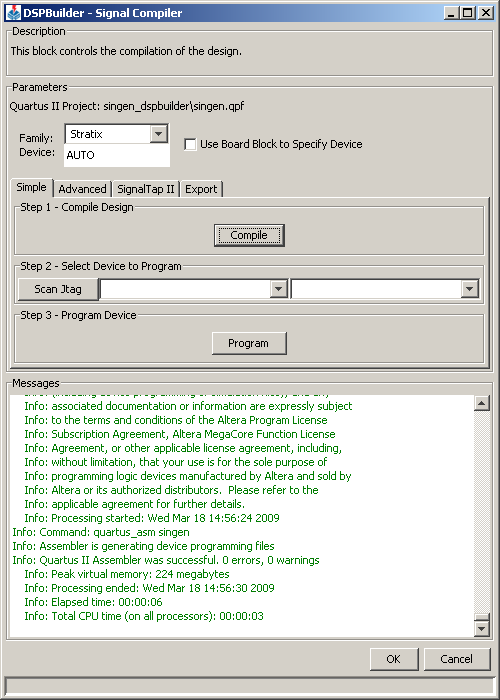 DSPBuilder - Signal Compiler
Description
This block controls the compilation of the design.
Parameters
Quartus II Project: singen_dspbuilder\singen.qpf
Family: Stratix
Device: AUTO
Use Board Block to Specify Device
Simple Advanced SignalTap II Export
Step 1 - Compile Design
Compile
Step 2 - Select Device to Program
Scan Jtag
Step 3 - Program Device
Program
Messages
Info: associated documentation or information are expressly subject
Info: to the terms and conditions of the Altera Program License
Info: Subscription Agreement, Altera MegaCore Function License
Info: Agreement, or other applicable license agreement, including,
Info: without limitation, that your use is for the sole purpose of
Info: programming logic devices manufactured by Altera and sold by
Info: Altera or its authorized distributors.  Please refer to the
Info: applicable agreement for further details.
Info: Processing started: Wed Mar 18 14:56:24 2009
Info: Command: quartus_asm singen
Info: Assembler is generating device programming files
Info: Quartus II Assembler was successful. 0 errors, 0 warnings
Info: Peak virtual memory: 224 megabytes
Info: Processing ended: Wed Mar 18 14:56:30 2009
Info: Elapsed time: 00:00:06
Info: Total CPU time (on all processors): 00:00:03
OK Cancel